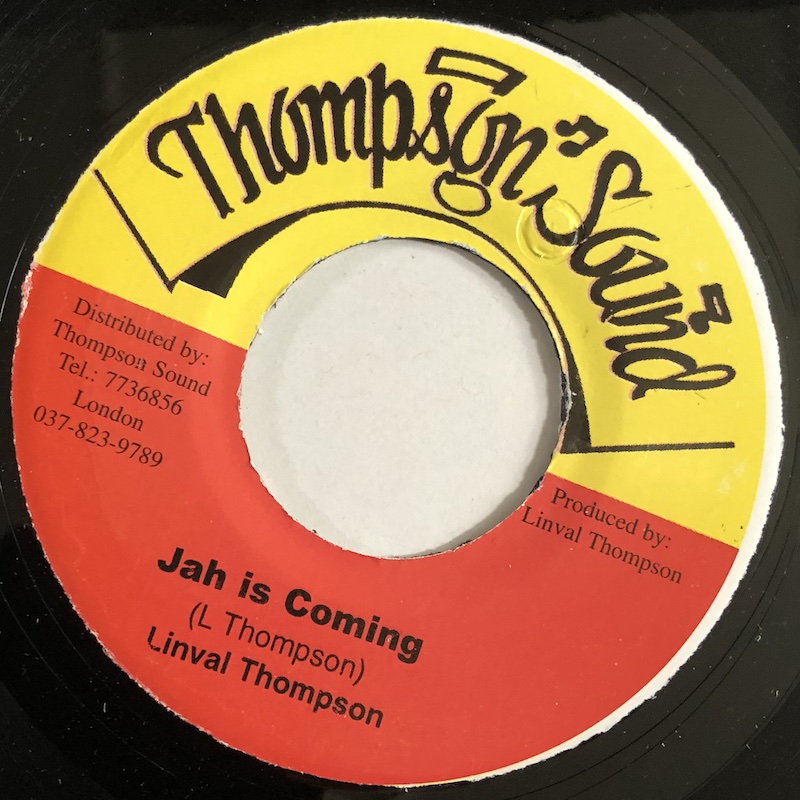 Thompson Sound
Distributed by:
Thompson Sound
Tel.: 7736856
London
037-823-9789
Produced by:
Linval Thompson
Jah is Coming
(L Thompson)
Linval Thompson